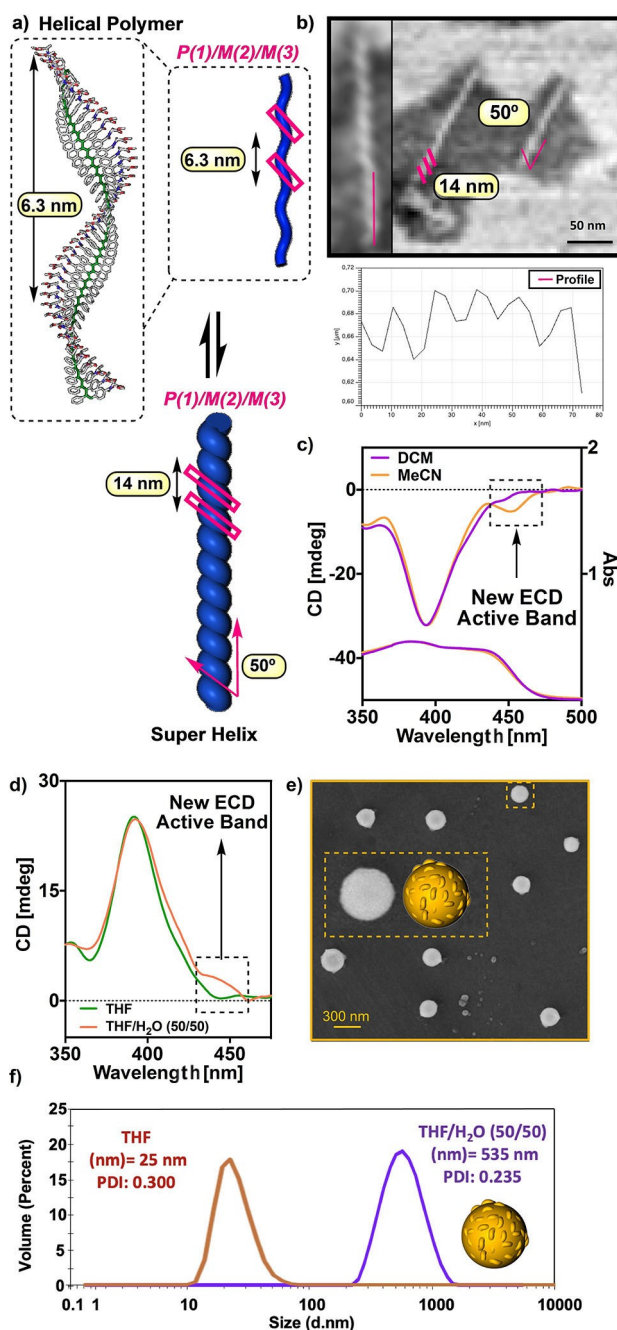 a)
Helical Polymer
P(1)/M(2)/M(3)
6.3 nm
6.3 nm
P(1)/M(2)/M(3)
14 nm
50º
Super Helix
b)
50º
14 nm
50 nm
Profile
0,72
0,70
0,68
0,66
0,64
0,62
0,60
y [µm]
0 10 20 30 40 50 60 70 80
x [nm]
c)
DCM
MeCN
0
-20
-40
CD [mdeg]
2
1
Abs
New ECD
Active Band
350 400 450 500
Wavelength [nm]
d)
30
15
0
CD [mdeg]
New ECD
Active Band
THF
THF/H₂O (50/50)
350 400 450
Wavelength [nm]
e)
300 nm
f)
25
20
15
10
5
0
Volume (Percent)
THF
(nm)= 25 nm
PDI: 0.300
THF/H₂O (50/50)
(nm)= 535 nm
PDI: 0.235
0.1 1 10 100 1000 10000
Size (d.nm)